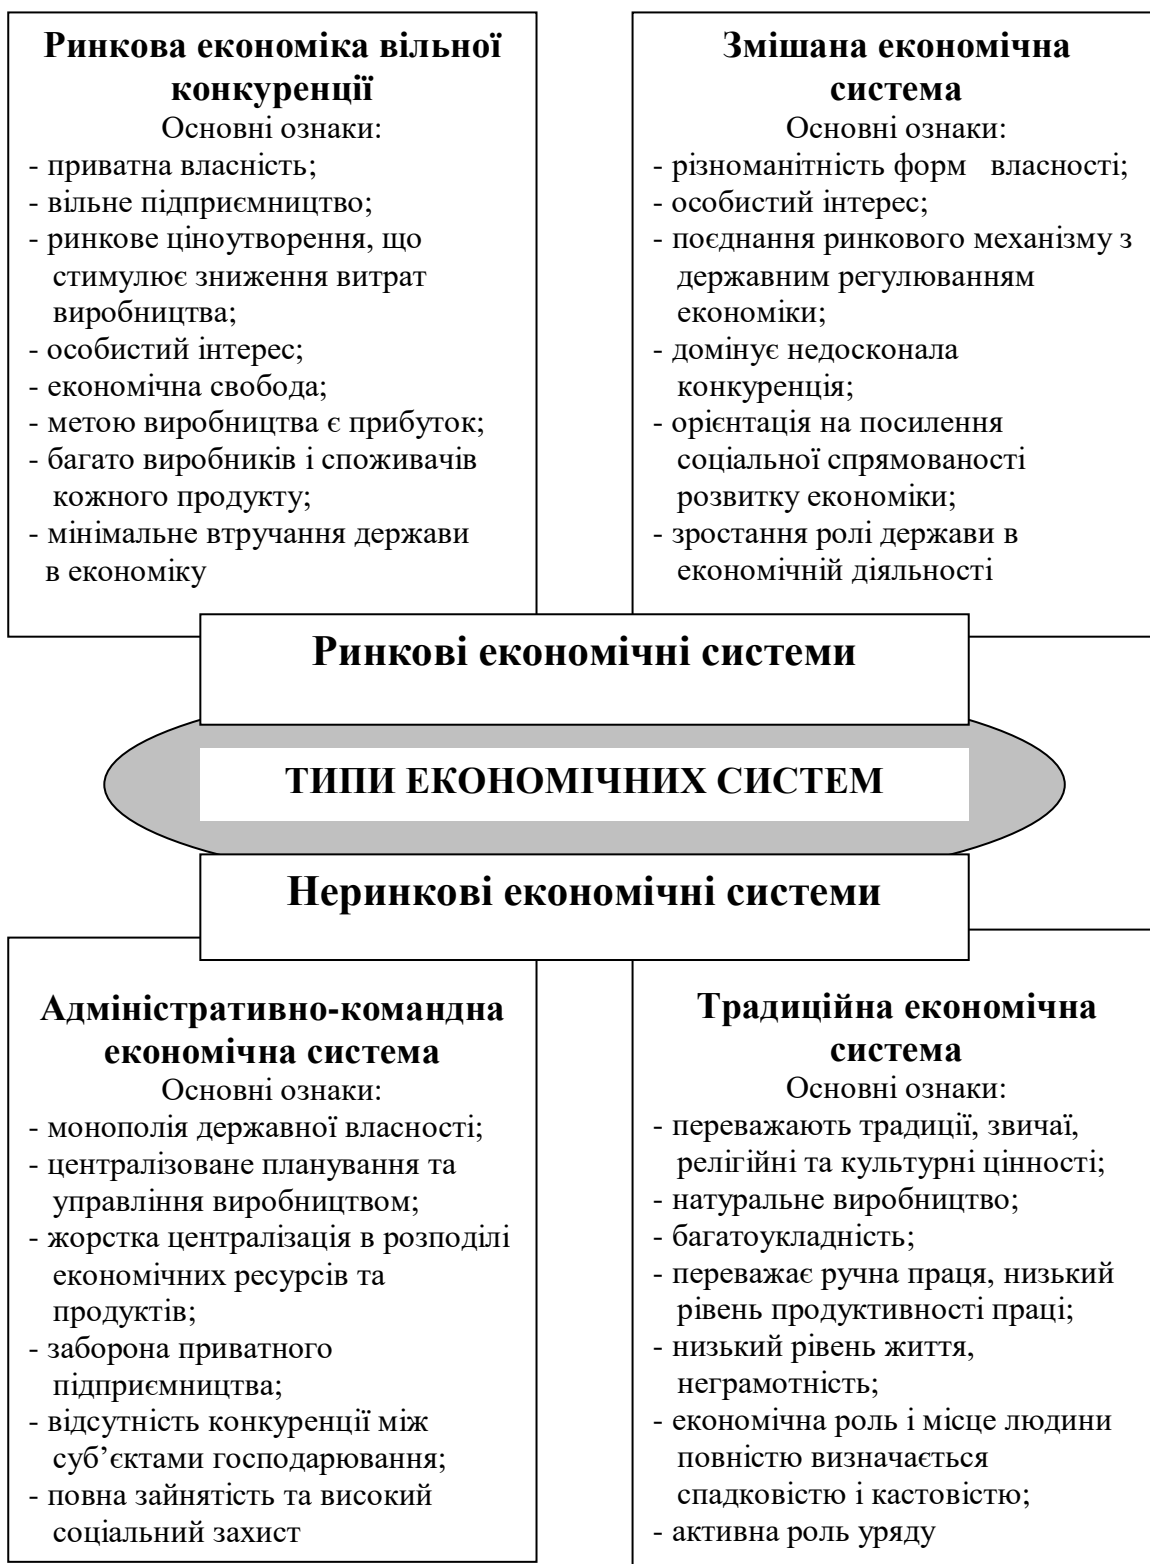 Ринкова економіка вільної
конкуренції
Основні ознаки:
- приватна власність;
- вільне підприємництво;
- ринкове ціноутворення, що
стимулює зниження витрат
виробництва;
- особистий інтерес;
- економічна свобода;
- метою виробництва є прибуток;
- багато виробників і споживачів
кожного продукту;
- мінімальне втручання держави
в економіку
Змішана економічна
система
Основні ознаки:
- різноманітність форм власності;
- особистий інтерес;
- поєднання ринкового механізму з
державним регулюванням
економіки;
- домінує недосконала
конкуренція;
- орієнтація на посилення
соціальної спрямованості
розвитку економіки;
- зростання ролі держави в
економічній діяльності
Ринкові економічні системи
ТИПИ ЕКОНОМІЧНИХ СИСТЕМ
Неринкові економічні системи
Адміністративно-командна
економічна система
Основні ознаки:
- монополія державної власності;
- централізоване планування та
управління виробництвом;
- жорстка централізація в розподілі
економічних ресурсів та
продуктів;
- заборона приватного
підприємництва;
- відсутність конкуренції між
суб’єктами господарювання;
- повна зайнятість та високий
соціальний захист
Традиційна економічна
система
Основні ознаки:
- переважають традиції, звичаї,
релігійні та культурні цінності;
- натуральне виробництво;
- багатоукладність;
- переважає ручна праця, низький
рівень продуктивності праці;
- низький рівень життя,
неграмотність;
- економічна роль і місце людини
повністю визначається
спадковістю і кастовістю;
- активна роль уряду